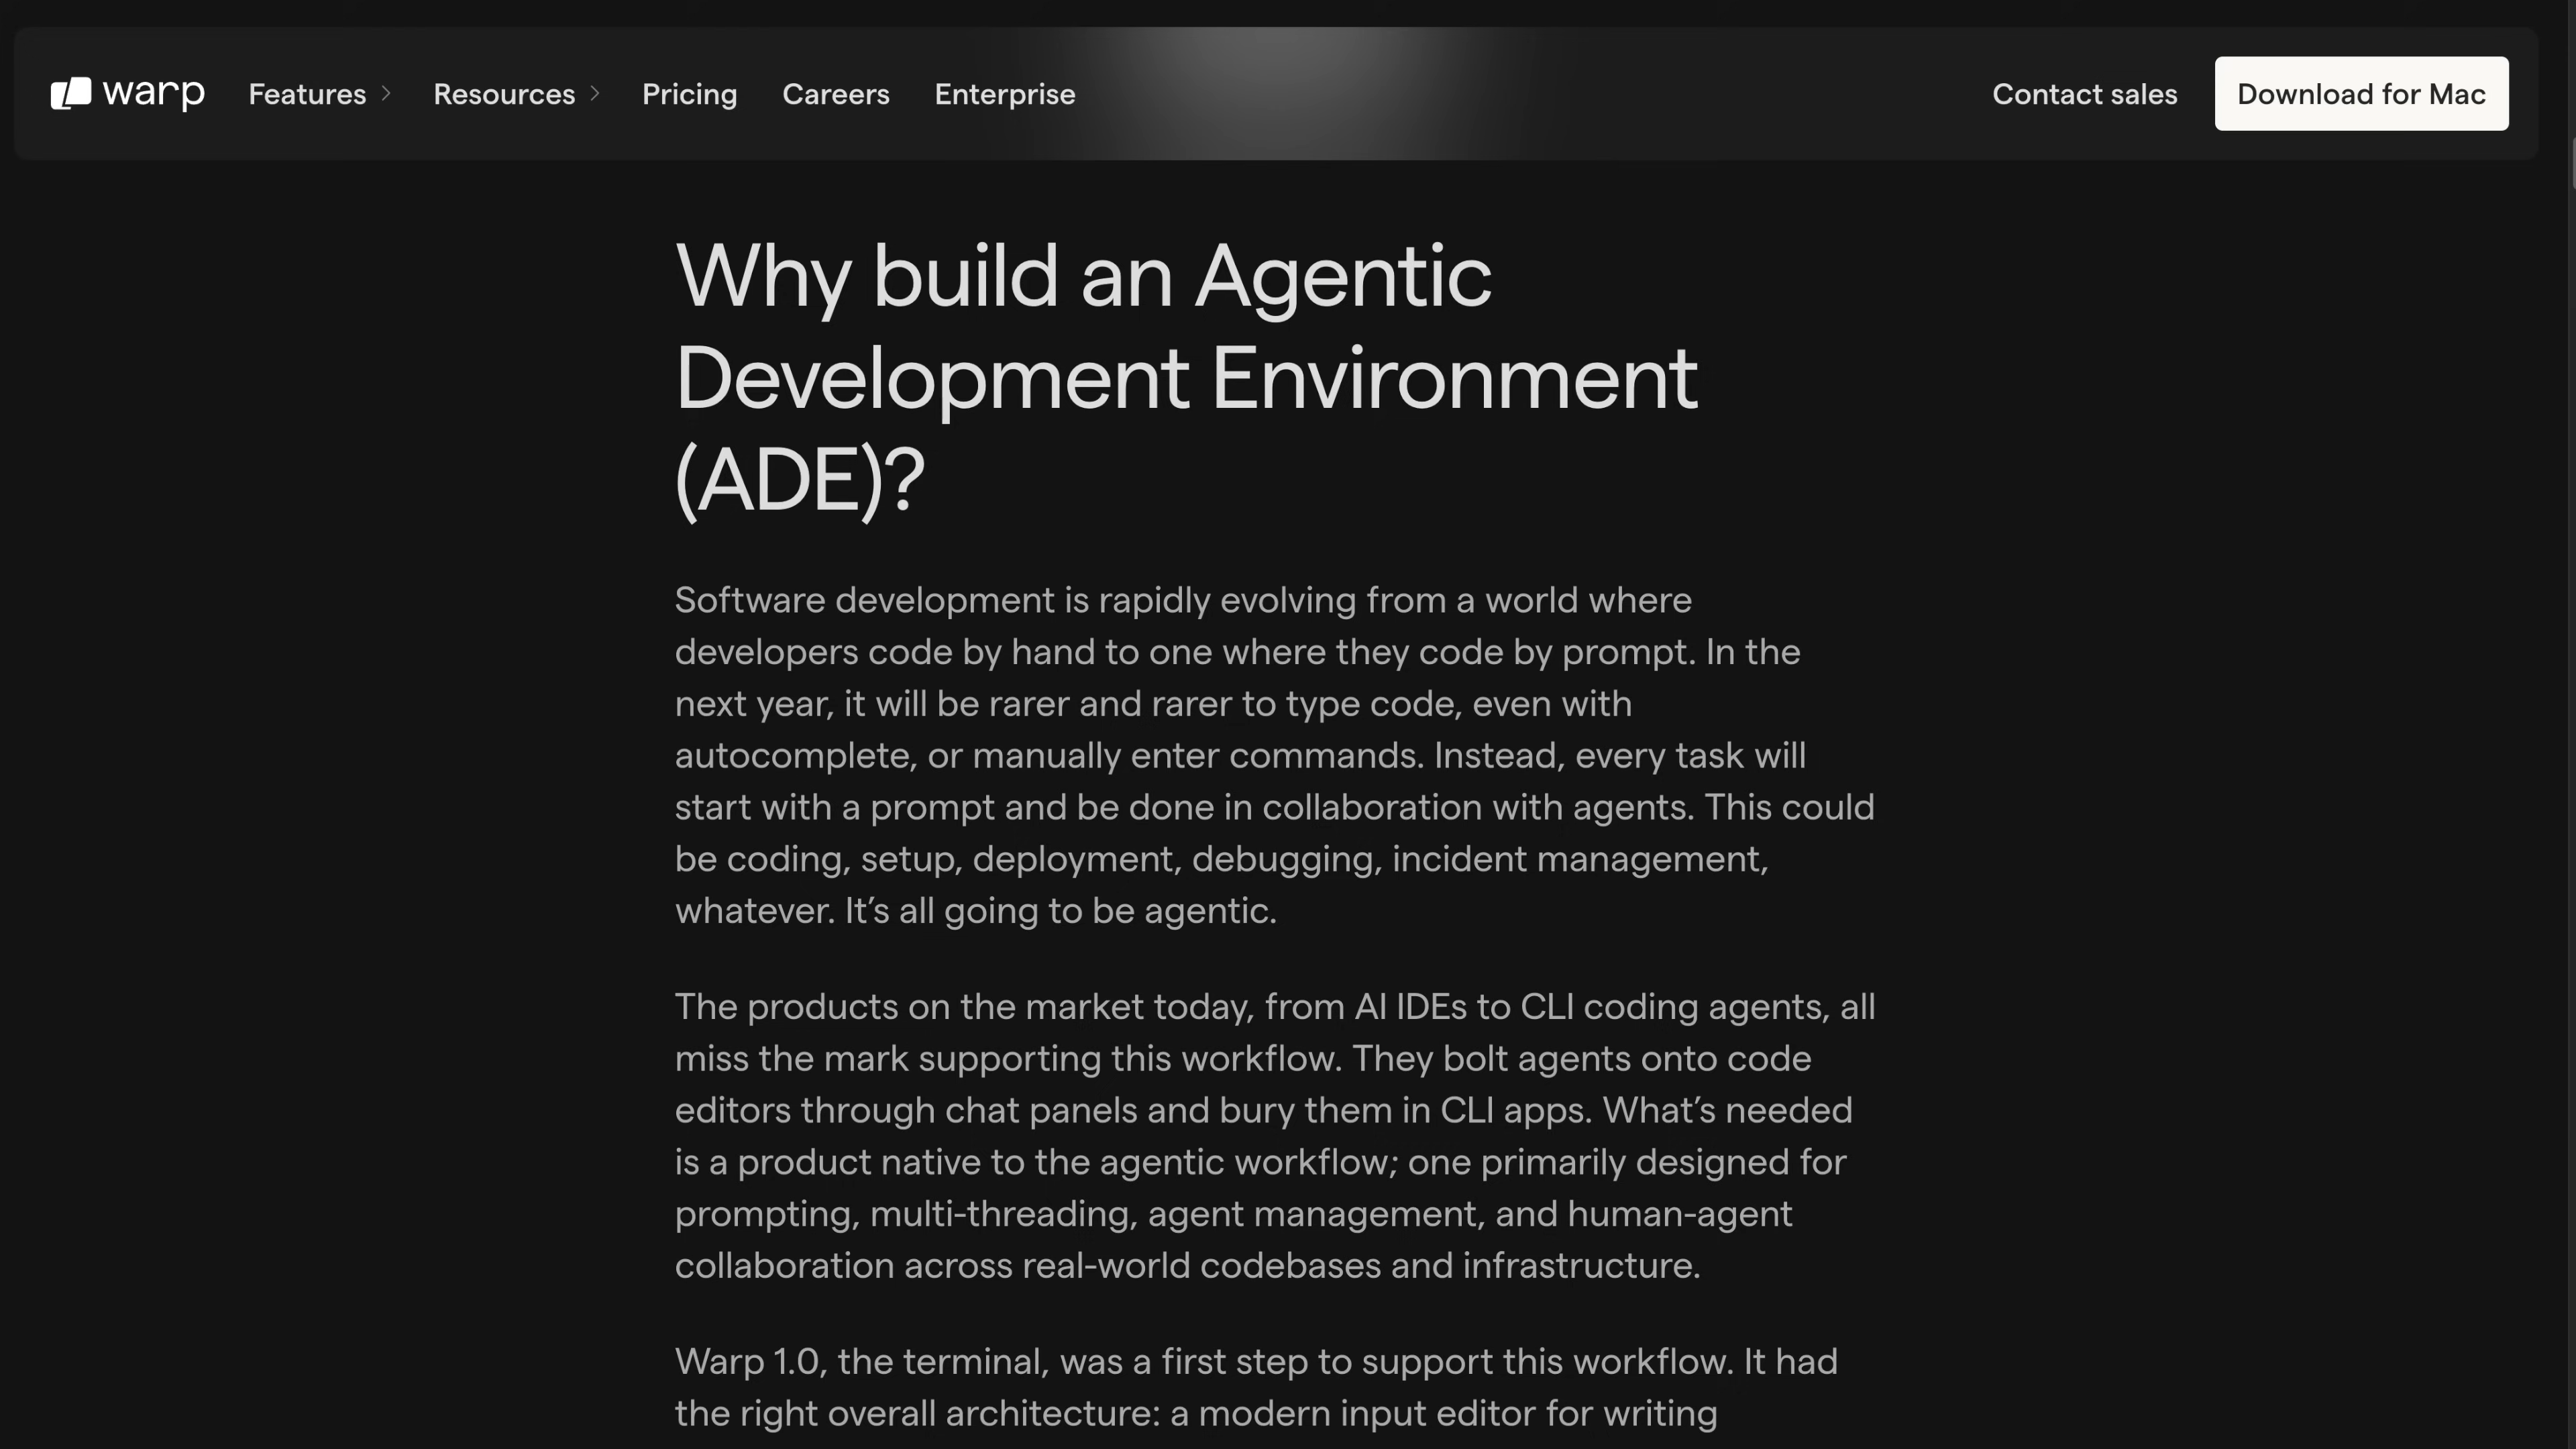 warp Features Resources Pricing Careers Enterprise Contact sales Download for Mac
Why build an Agentic
Development Environment
(ADE)?
Software development is rapidly evolving from a world where
developers code by hand to one where they code by prompt. In the
next year, it will be rarer and rarer to type code, even with
autocomplete, or manually enter commands. Instead, every task will
start with a prompt and be done in collaboration with agents. This could
be coding, setup, deployment, debugging, incident management,
whatever. It’s all going to be agentic.
The products on the market today, from AI IDEs to CLI coding agents, all
miss the mark supporting this workflow. They bolt agents onto code
editors through chat panels and bury them in CLI apps. What’s needed
is a product native to the agentic workflow; one primarily designed for
prompting, multi-threading, agent management, and human-agent
collaboration across real-world codebases and infrastructure.
Warp 1.0, the terminal, was a first step to support this workflow. It had
the right overall architecture: a modern input editor for writing